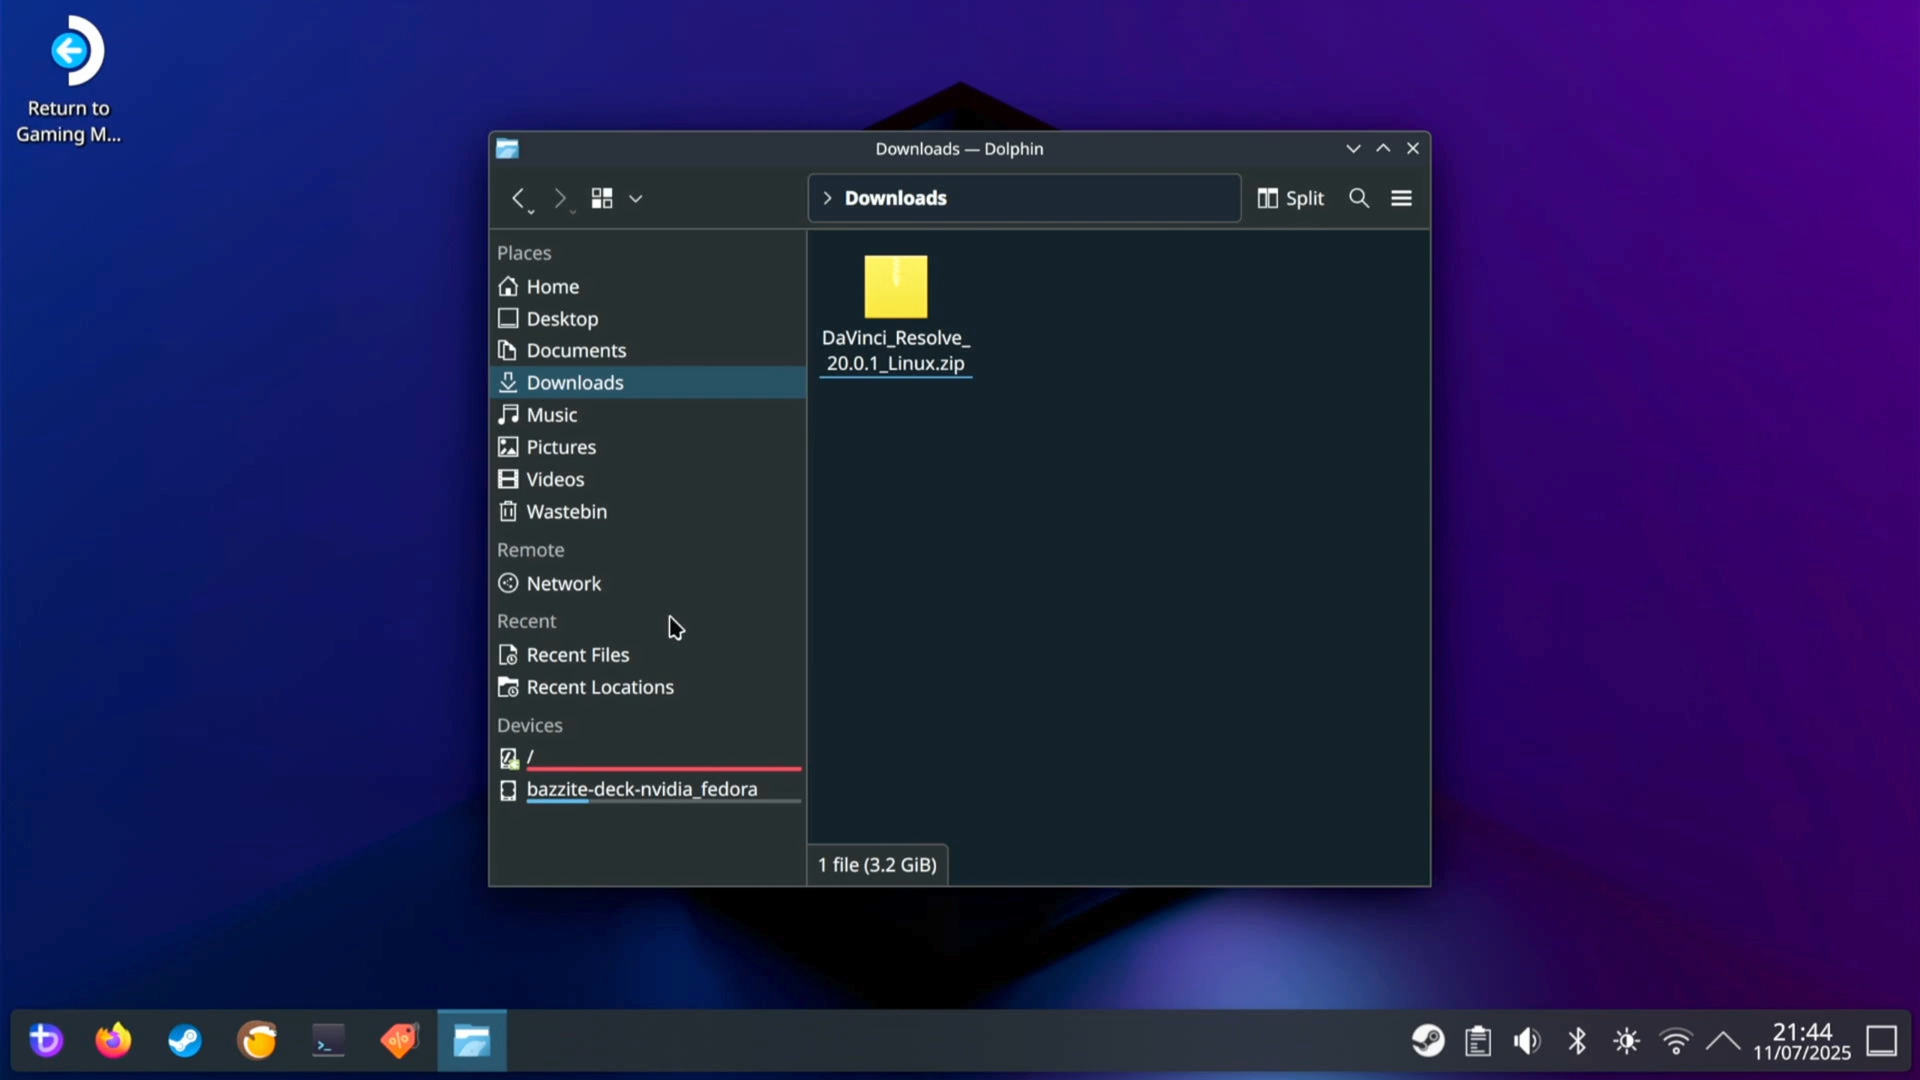 Return to
Gaming M...
Downloads — Dolphin
Downloads
Split
Places
Home
Desktop
Documents
Downloads
Music
Pictures
Videos
Wastebin
Remote
Network
Recent
Recent Files
Recent Locations
Devices
/
bazzite-deck-nvidia_fedora
DaVinci_Resolve_
20.0.1_Linux.zip
1 file (3.2 GiB)
21:44
11/07/2025